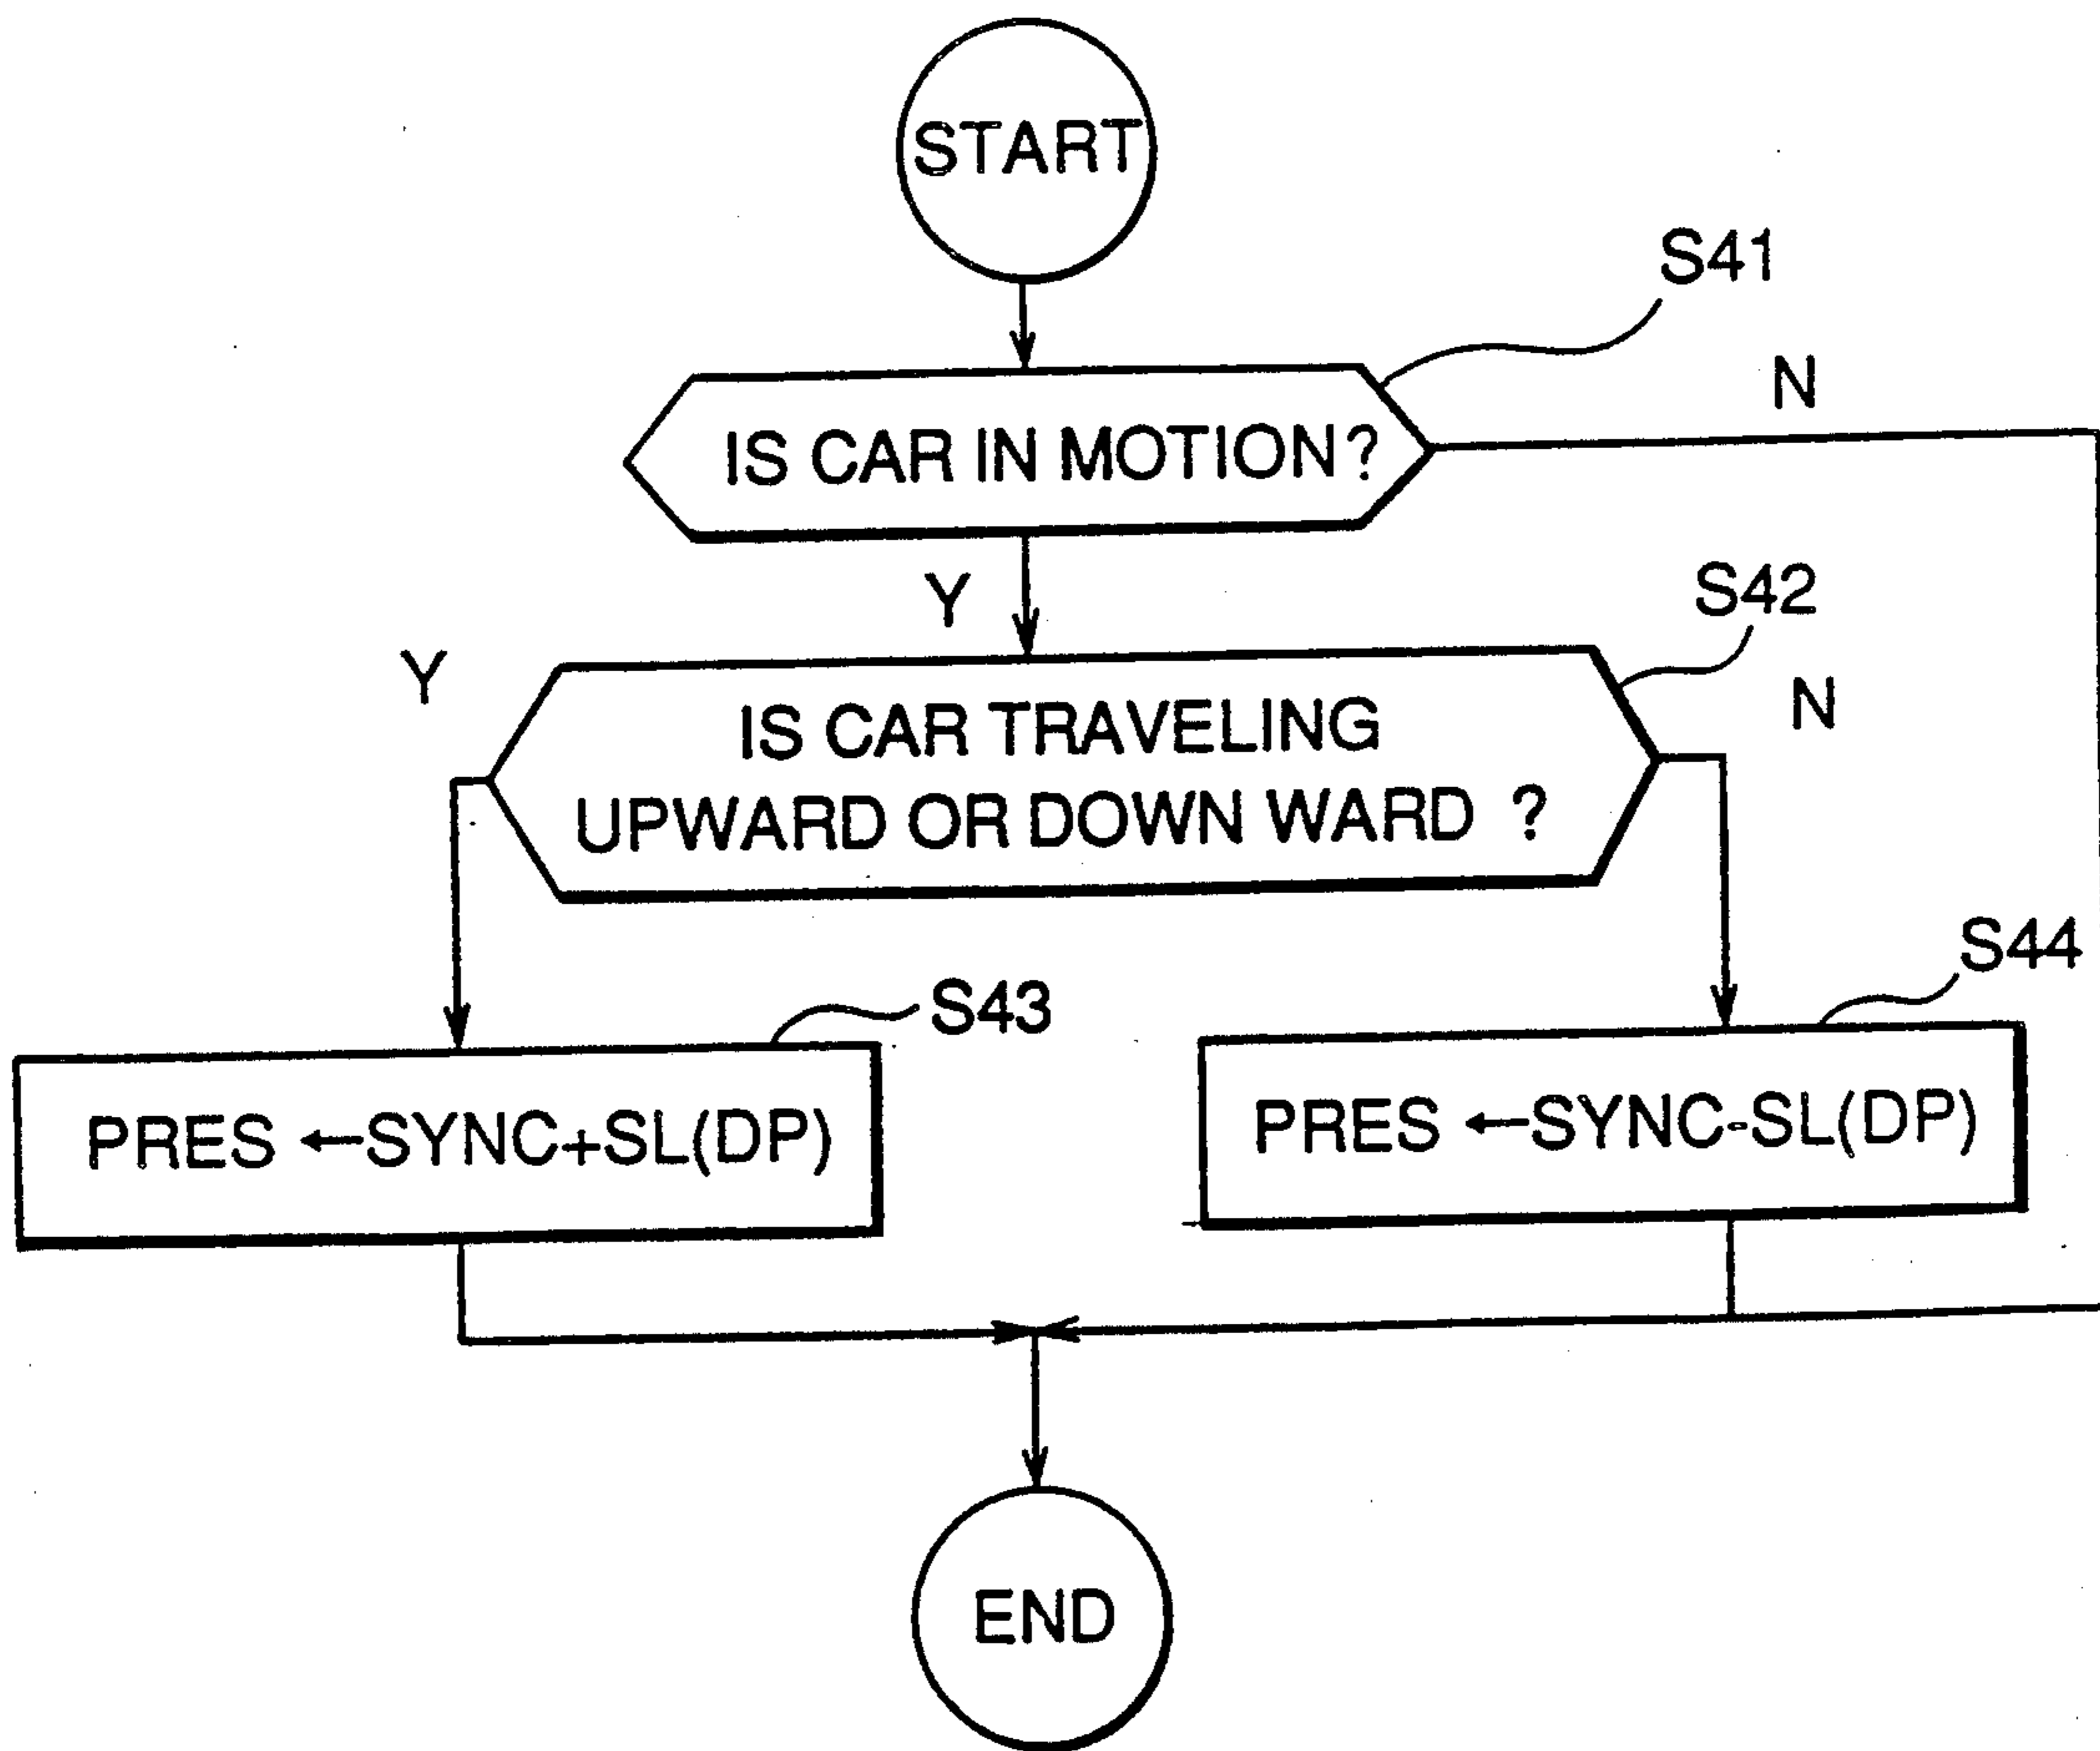 START
S41
N
IS CAR IN MOTION?
Y
S42
Y
N
IS CAR TRAVELING
UPWARD OR DOWN WARD ?
S44
S43
PRES ←SYNC+SL(DP)
PRES ←SYNC-SL(DP)
END